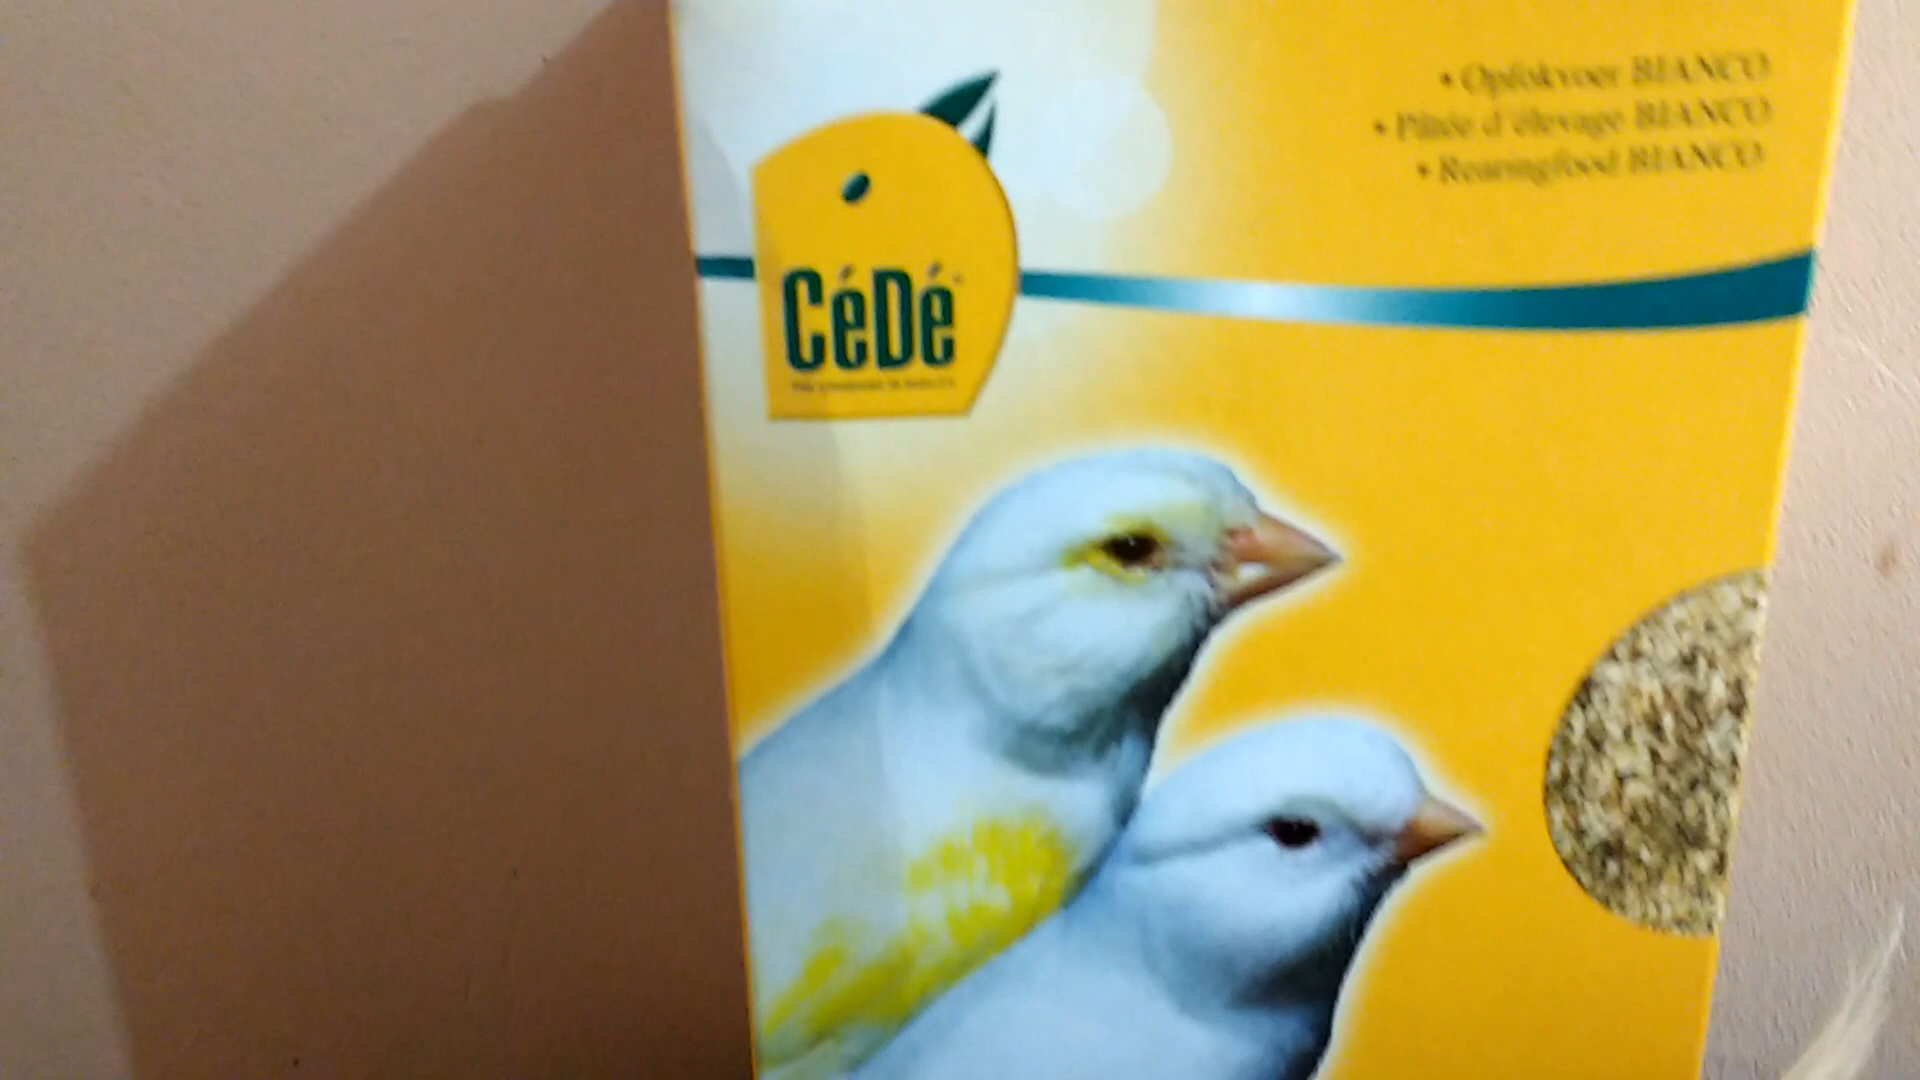 • Opfokvoer BIANCO
• Pâtée d'élevage BIANCO
• Rearingfood BIANCO
CéDé